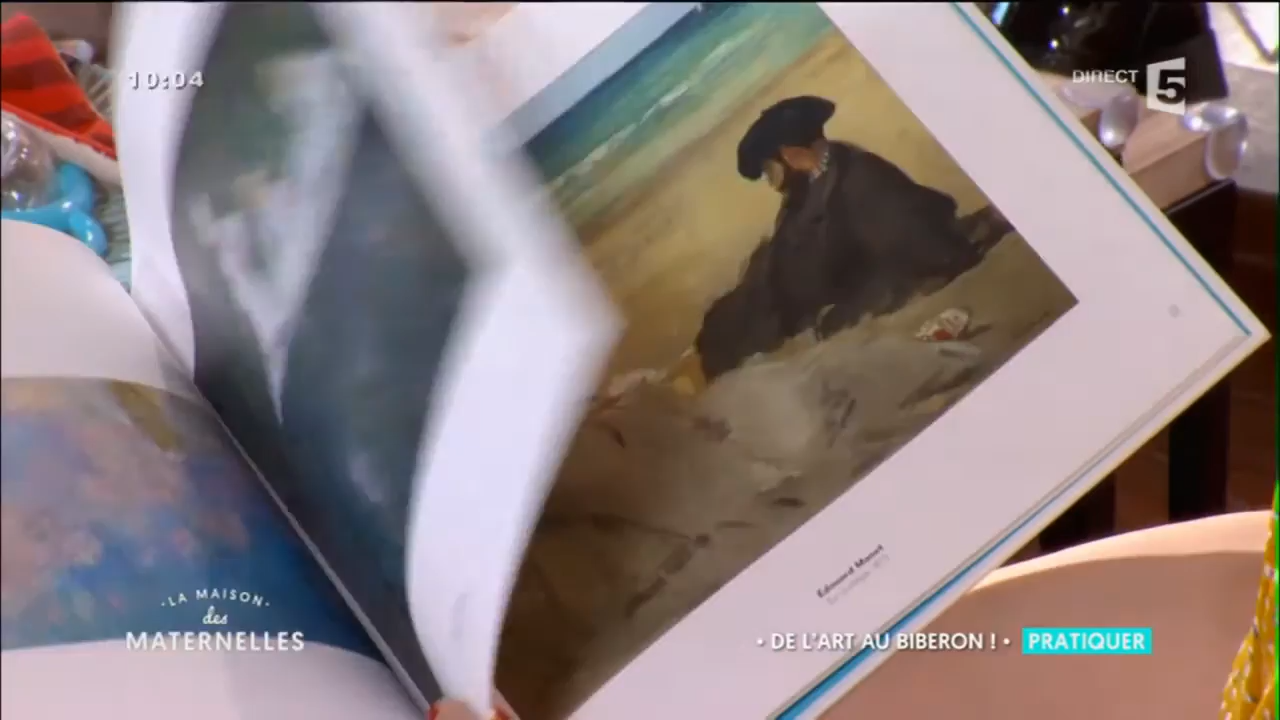 10:04
DIRECT 5
Edouard Manet
·LA MAISON·
des
MATERNELLES
• DE L'ART AU BIBERON ! • PRATIQUER